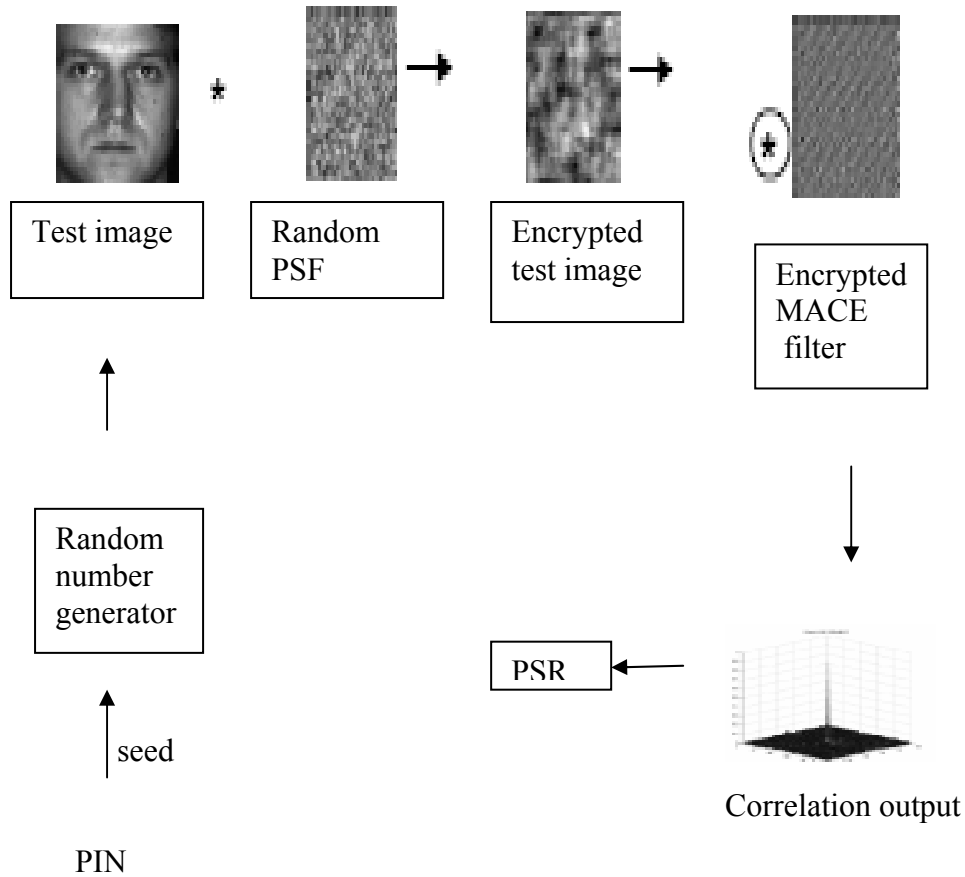 *
*
Test image
Random
PSF
Encrypted
test image
Encrypted
MACE
filter
Random
number
generator
PSR
seed
Correlation output
PIN